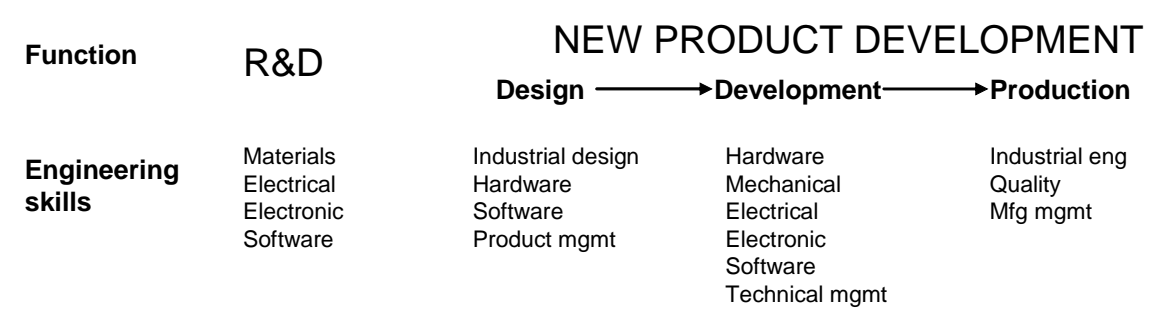 Function
R&D
NEW PRODUCT DEVELOPMENT
Design
Development
Production
Engineering
skills
Materials
Electrical
Electronic
Software
Industrial design
Hardware
Software
Product mgmt
Hardware
Mechanical
Electrical
Electronic
Software
Technical mgmt
Industrial eng
Quality
Mfg mgmt